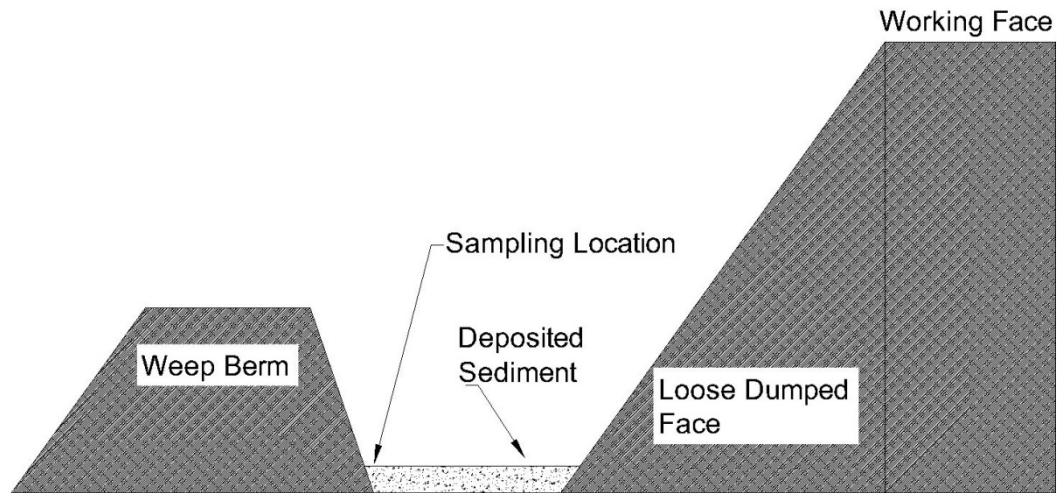 Working Face
Sampling Location
Deposited
Sediment
Weep Berm
Loose Dumped
Face